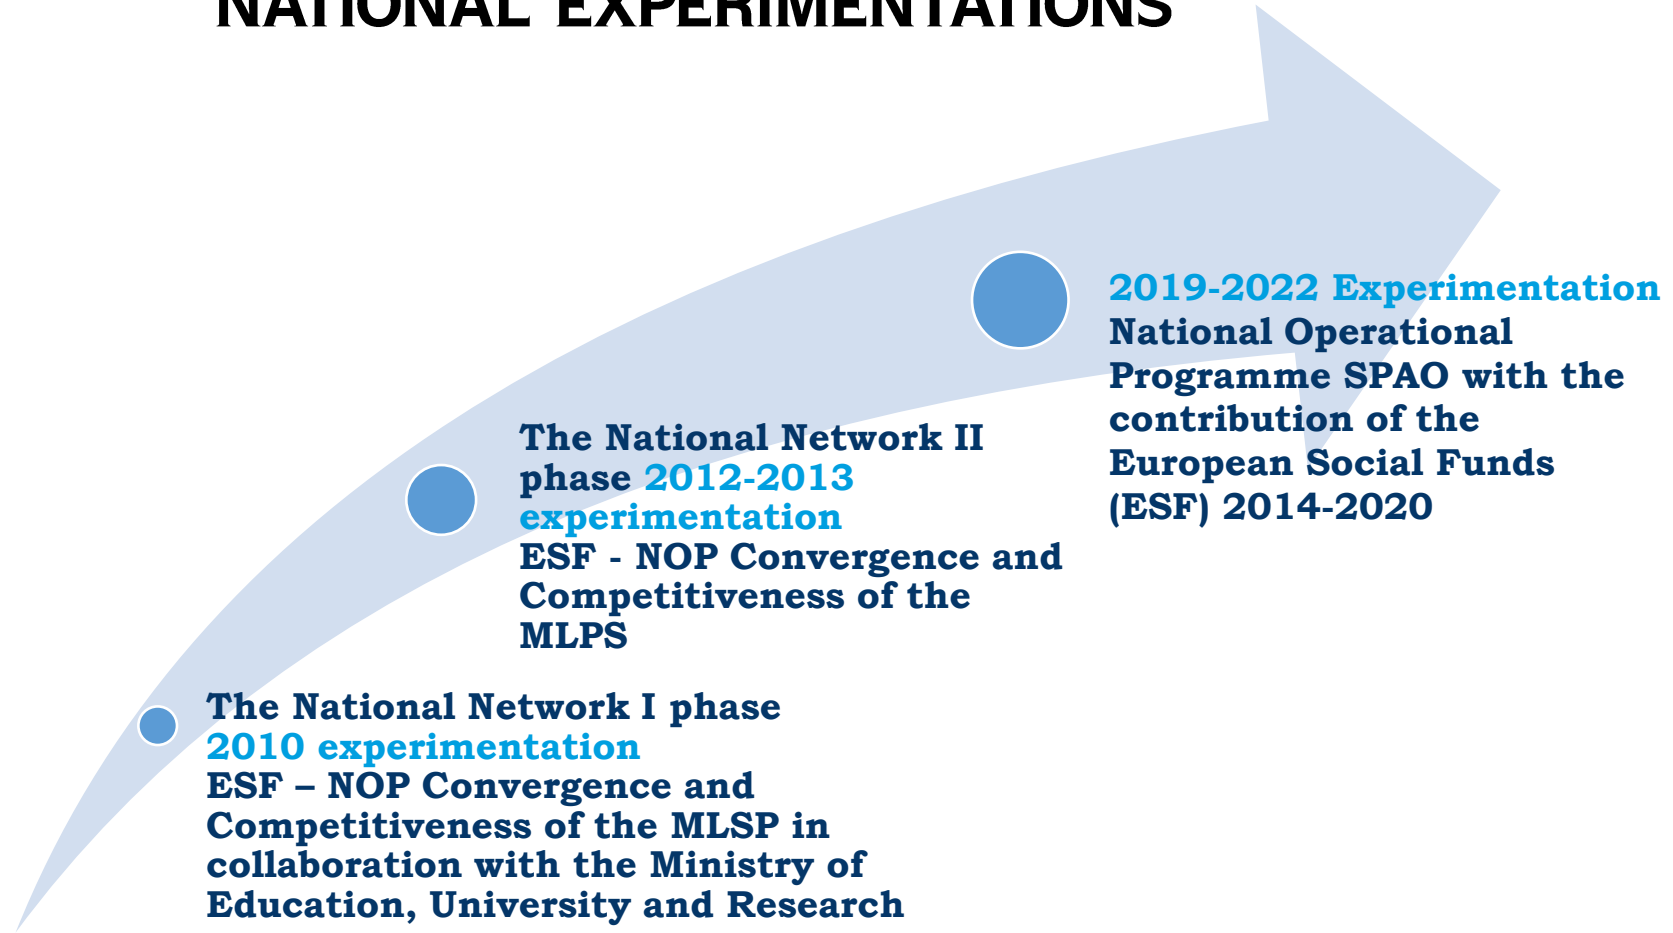 NATIONAL EXPERIMENTATIONS
2019-2022 Experimentation
National Operational
Programme SPAO with the
contribution of the
European Social Funds
(ESF) 2014-2020
The National Network II
phase 2012-2013
experimentation
ESF - NOP Convergence and
Competitiveness of the
MLPS
The National Network I phase
2010 experimentation
ESF – NOP Convergence and
Competitiveness of the MLSP in
collaboration with the Ministry of
Education, University and Research